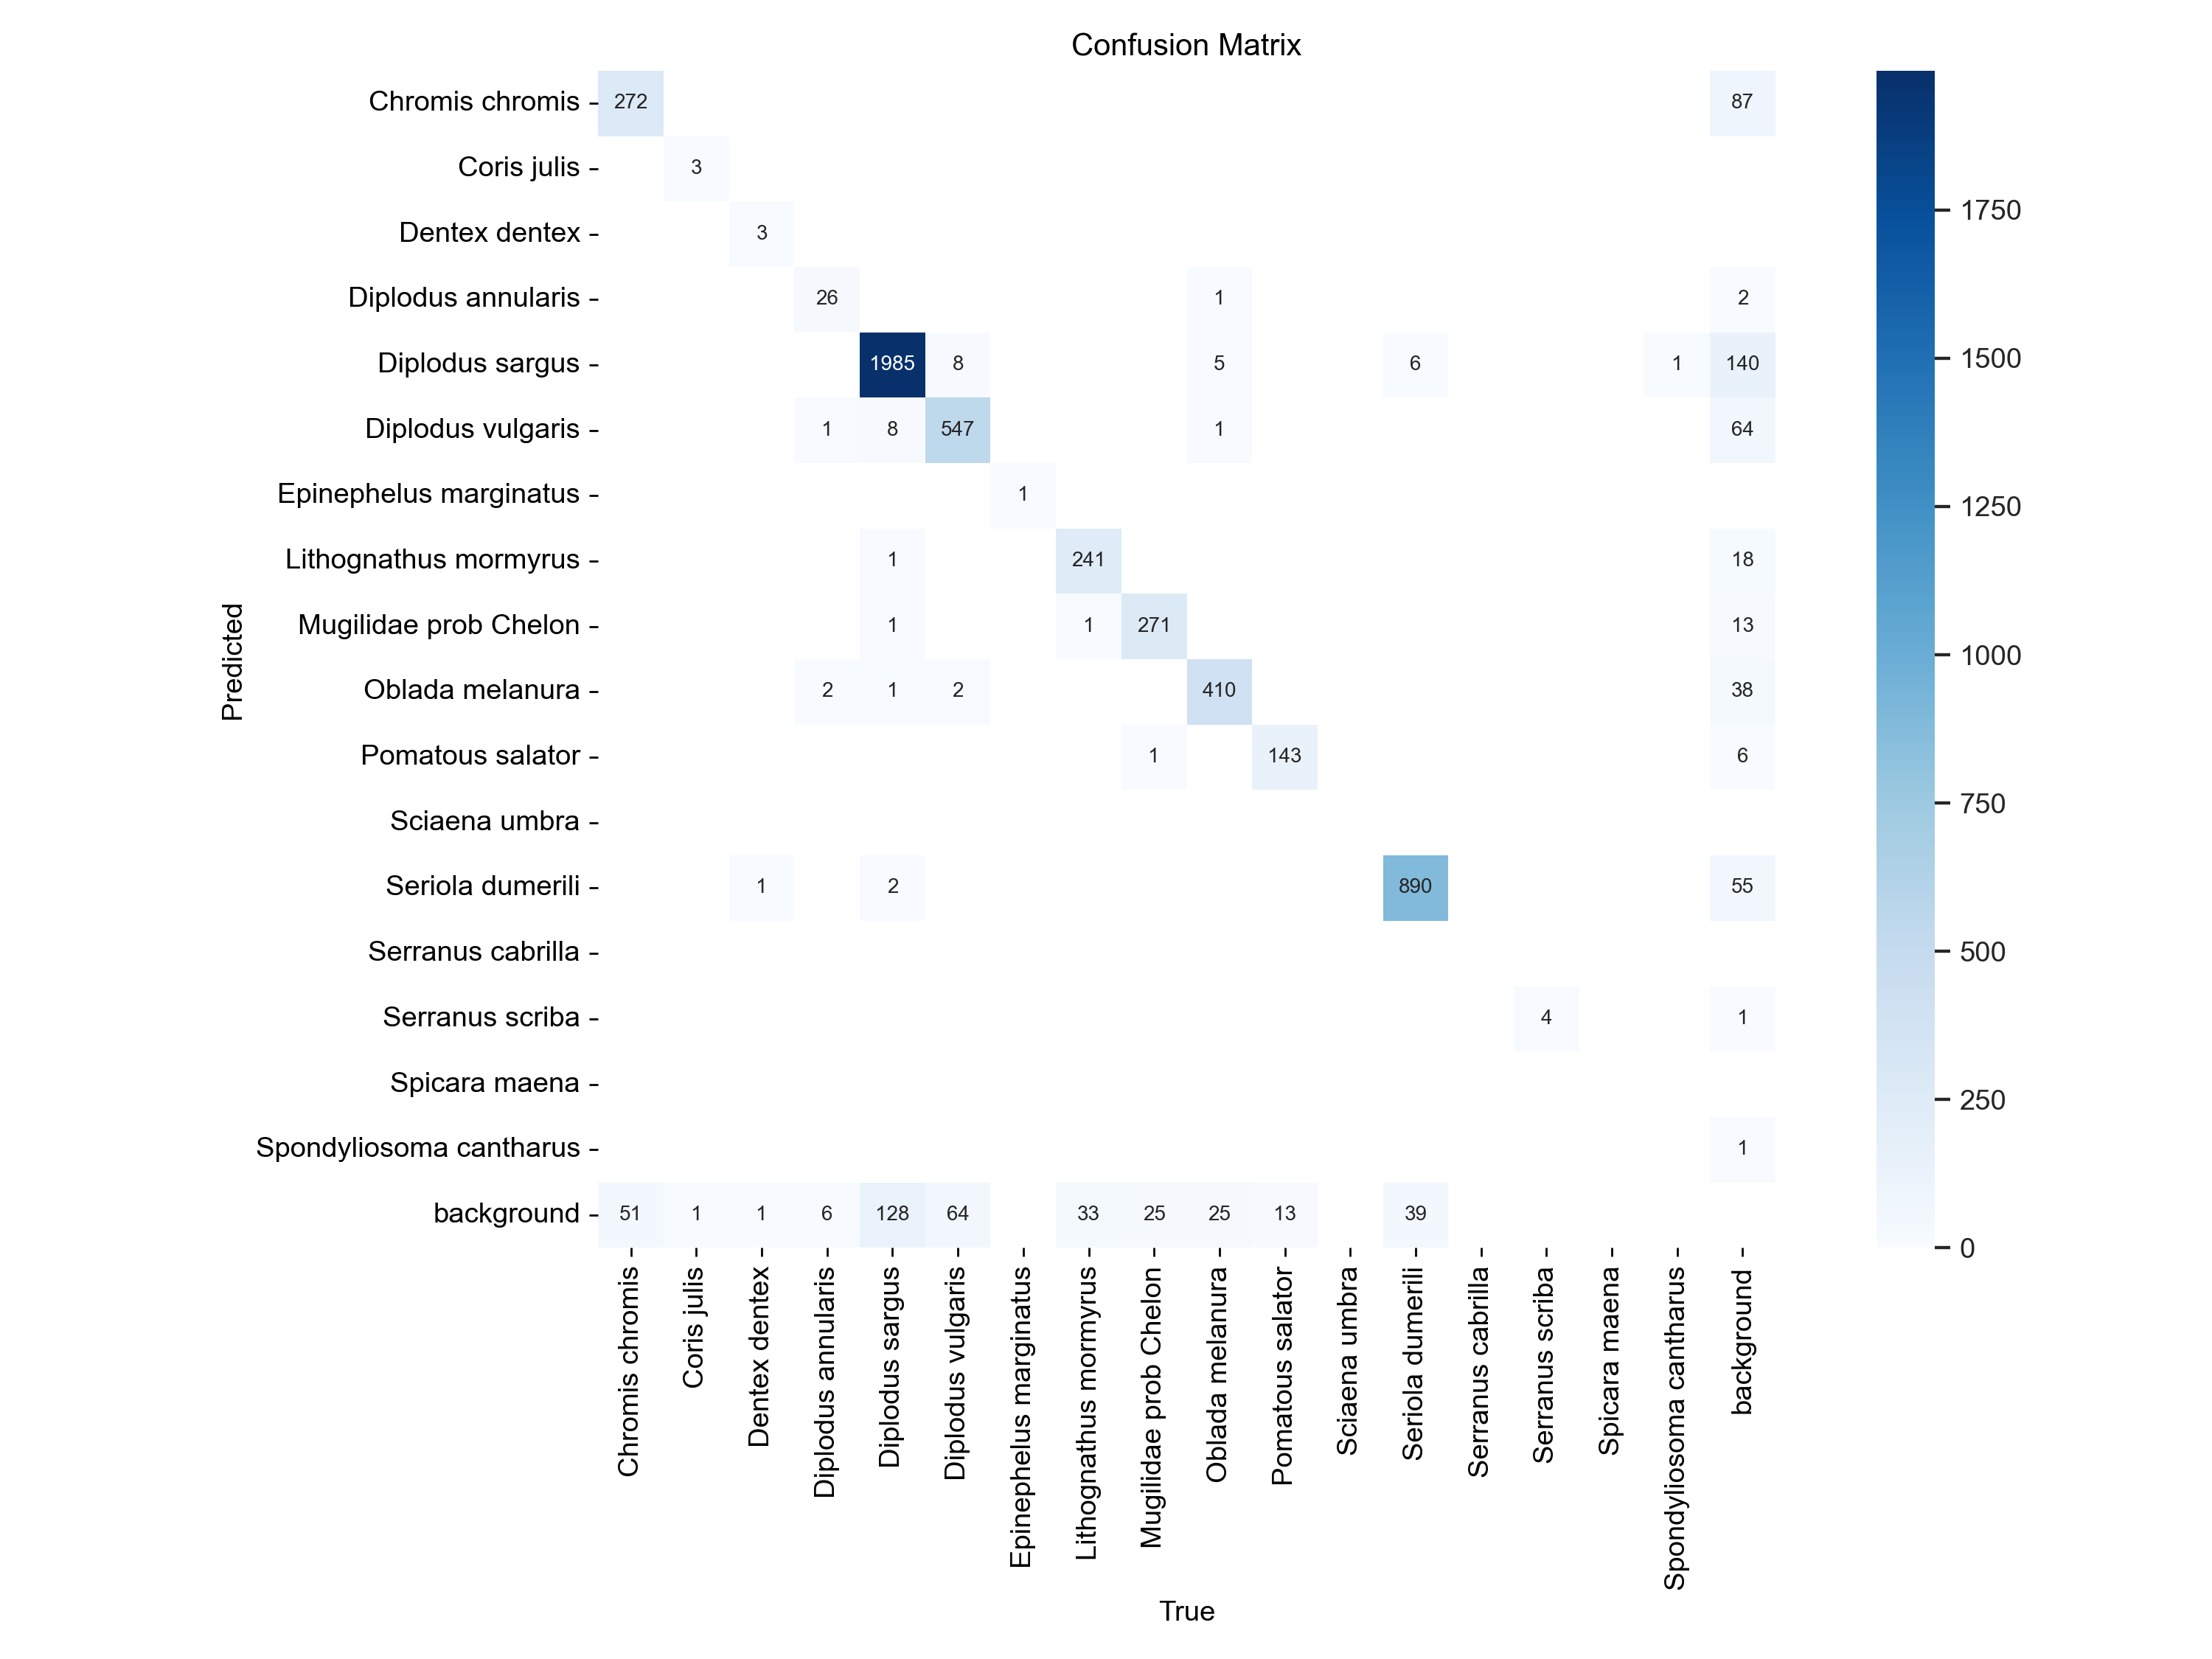 Confusion Matrix
Chromis chromis 272 87
Coris julis 3
Dentex dentex 3
Diplodus annularis 26 1 2
Diplodus sargus 1985 8 5 6 1 140
Diplodus vulgaris 1 8 547 1 64
Epinephelus marginatus 1
Lithognathus mormyrus 1 241 18
Mugilidae prob Chelon 1 1 271 13
Oblada melanura 2 1 2 410 38
Pomatous salator 1 143 6
Sciaena umbra
Seriola dumerili 1 2 890 55
Serranus cabrilla
Serranus scriba 4 1
Spicara maena
Spondyliosoma cantharus 1
background 51 1 1 6 128 64 33 25 25 13 39
Predicted
Chromis chromis
Coris julis
Dentex dentex
Diplodus annularis
Diplodus sargus
Diplodus vulgaris
Epinephelus marginatus
Lithognathus mormyrus
Mugilidae prob Chelon
Oblada melanura
Pomatous salator
Sciaena umbra
Seriola dumerili
Serranus cabrilla
Serranus scriba
Spicara maena
Spondyliosoma cantharus
background
True
1750
1500
1250
1000
750
500
250
0